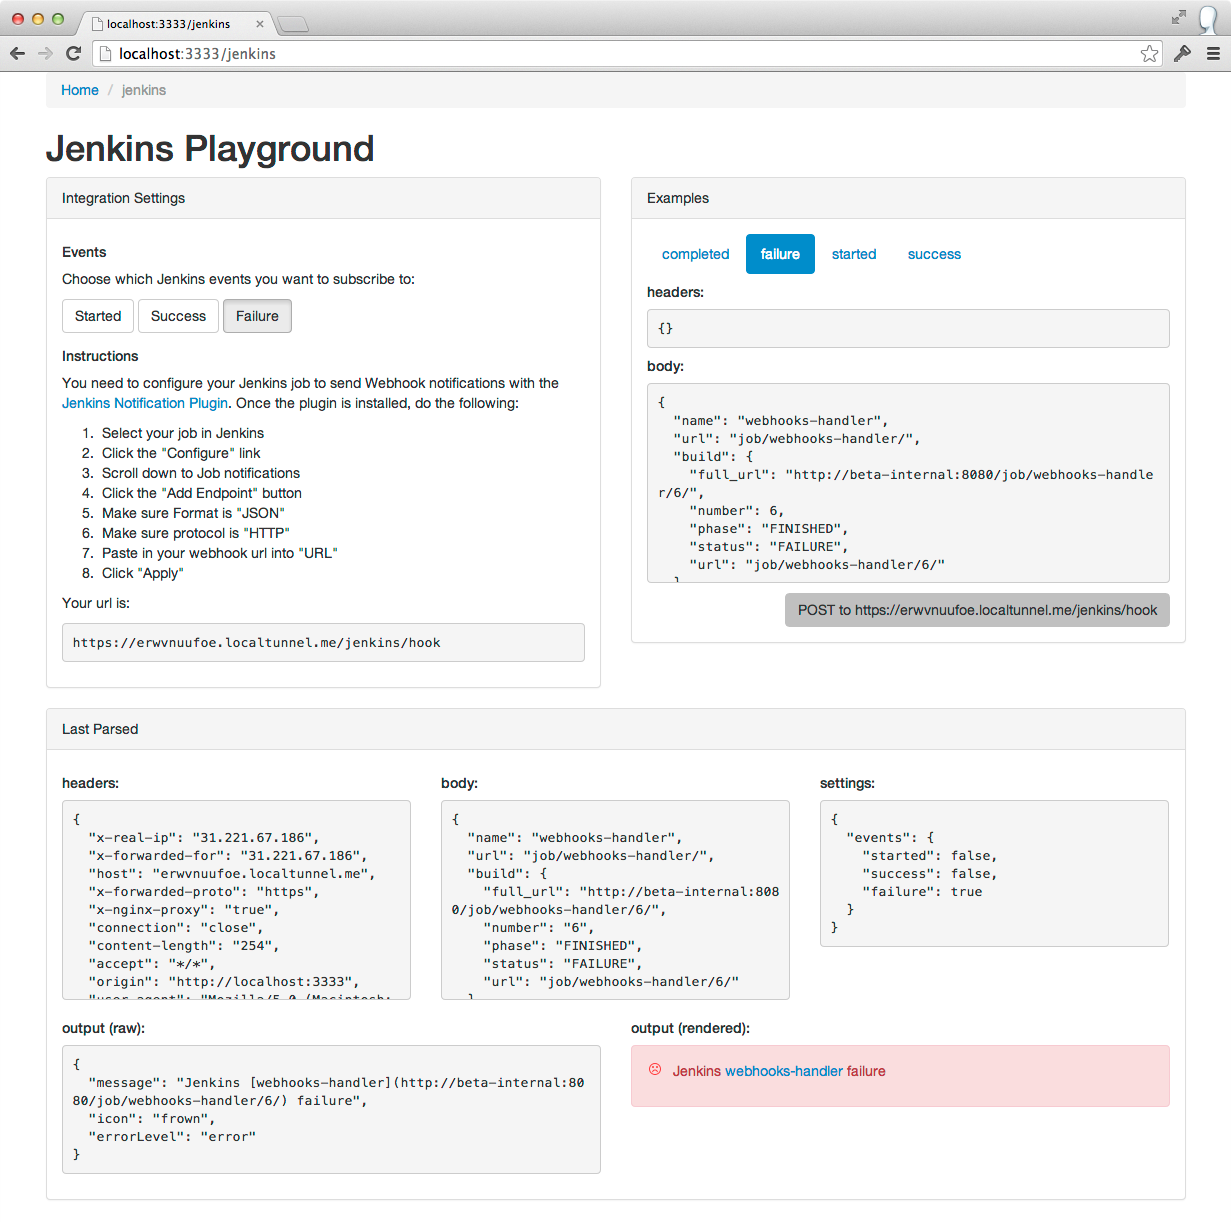 localhost:3333/jenkins
localhost:3333/jenkins
Home / jenkins
Jenkins Playground
Integration Settings
Events
Choose which Jenkins events you want to subscribe to:
Started Success Failure
Instructions
You need to configure your Jenkins job to send Webhook notifications with the
Jenkins Notification Plugin. Once the plugin is installed, do the following:
1. Select your job in Jenkins
2. Click the "Configure" link
3. Scroll down to Job notifications
4. Click the "Add Endpoint" button
5. Make sure Format is "JSON"
6. Make sure protocol is "HTTP"
7. Paste in your webhook url into "URL"
8. Click "Apply"
Your url is:
https://erwvnuufoe.localtunnel.me/jenkins/hook
Examples
completed failure started success
headers:
{}
body:
{
"name": "webhooks-handler",
"url": "job/webhooks-handler/",
"build": {
"full_url": "http://beta-internal:8080/job/webhooks-handle
r/6/",
"number": 6,
"phase": "FINISHED",
"status": "FAILURE",
"url": "job/webhooks-handler/6/"
}
POST to https://erwvnuufoe.localtunnel.me/jenkins/hook
Last Parsed
headers:
{
"x-real-ip": "31.221.67.186",
"x-forwarded-for": "31.221.67.186",
"host": "erwvnuufoe.localtunnel.me",
"x-forwarded-proto": "https",
"x-nginx-proxy": "true",
"connection": "close",
"content-length": "254",
"accept": "*/*",
"origin": "http://localhost:3333",
"user-agent": "Mozilla/5.0 (Macintosh;
body:
{
"name": "webhooks-handler",
"url": "job/webhooks-handler/",
"build": {
"full_url": "http://beta-internal:808
0/job/webhooks-handler/6/",
"number": "6",
"phase": "FINISHED",
"status": "FAILURE",
"url": "job/webhooks-handler/6/"
}
settings:
{
"events": {
"started": false,
"success": false,
"failure": true
}
}
output (raw):
{
"message": "Jenkins [webhooks-handler](http://beta-internal:80
80/job/webhooks-handler/6/) failure",
"icon": "frown",
"errorLevel": "error"
}
output (rendered):
Jenkins webhooks-handler failure